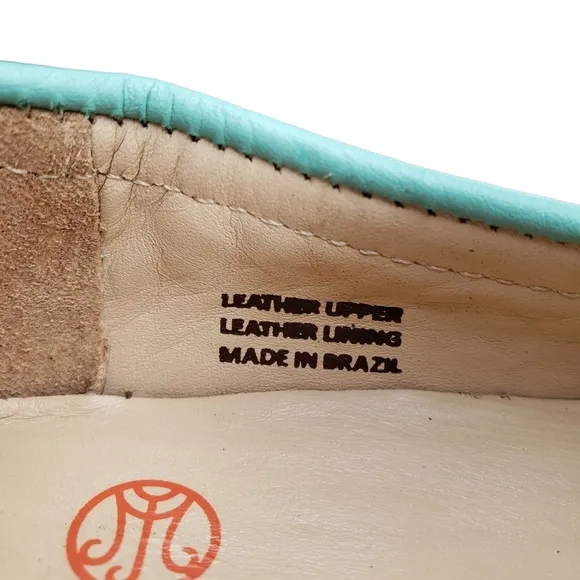 LEATHER UPPER
LEATHER LINING
MADE IN BRAZIL